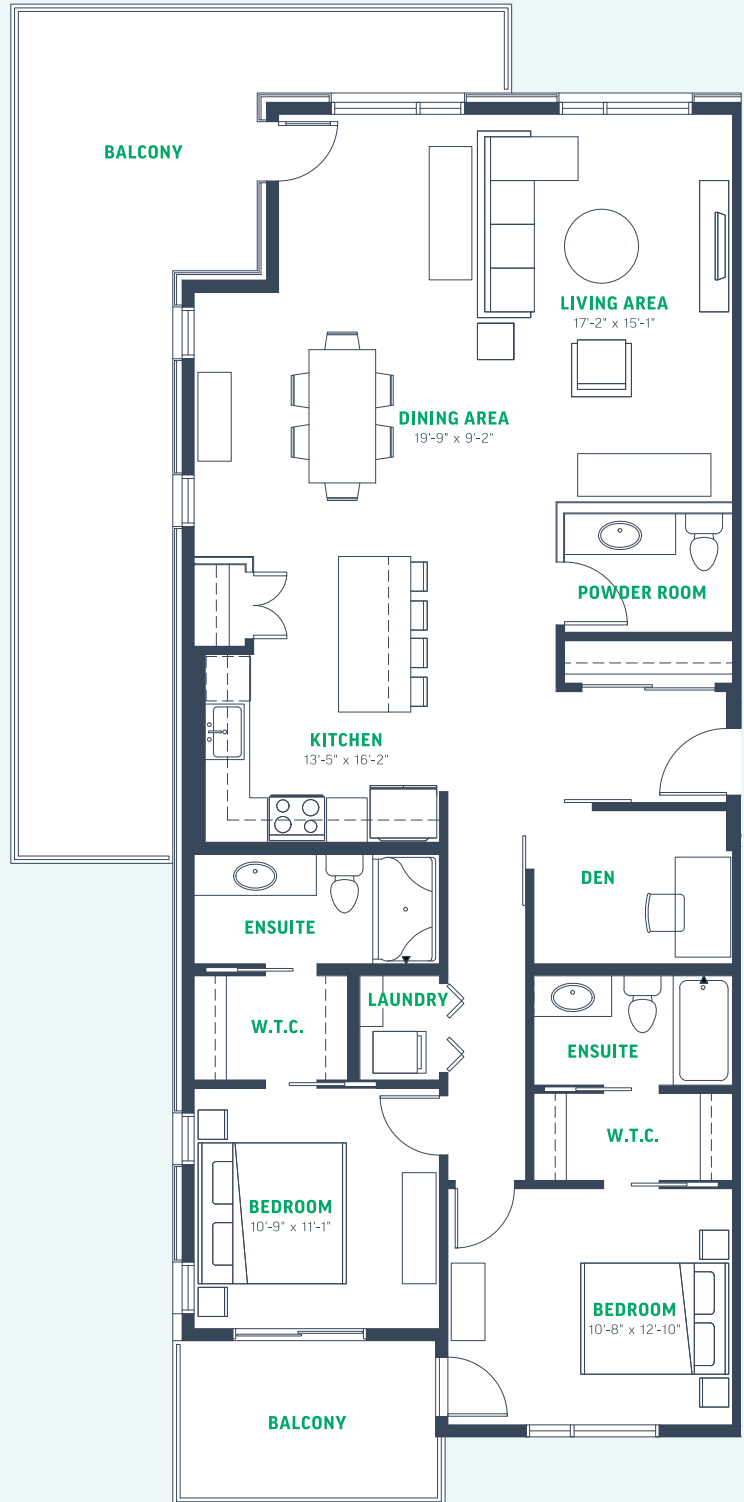 BALCONY
LIVING AREA
17'-2" x 15'-1"
DINING AREA
19'-9" x 9'-2"
POWDER ROOM
KITCHEN
13'-5" x 16'-2"
DEN
ENSUITE
LAUNDRY
W.T.C.
ENSUITE
W.T.C.
BEDROOM
10'-9" x 11'-1"
BEDROOM
10'-8" x 12'-10"
BALCONY